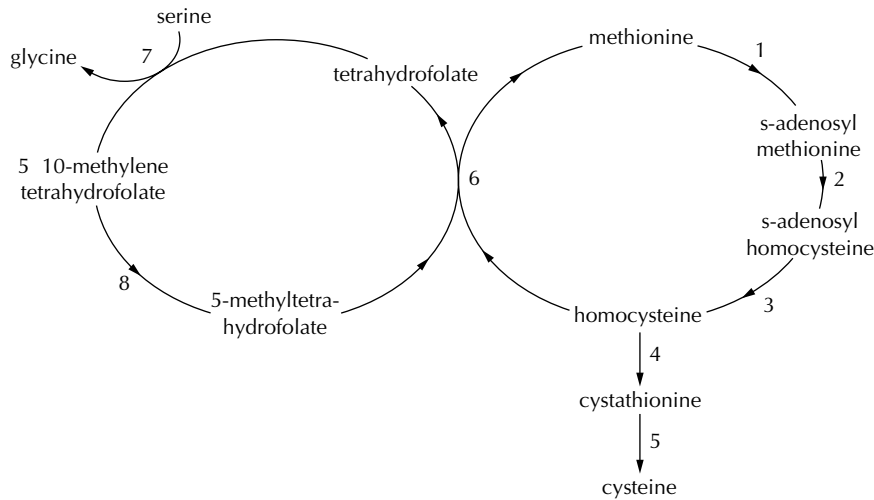 serine
glycine
7
tetrahydrofolate
methionine
1
s-adenosyl
methionine
2
s-adenosyl
homocysteine
3
6
5 10-methylene
tetrahydrofolate
8
5-methyltetra-
hydrofolate
homocysteine
4
cystathionine
5
cysteine